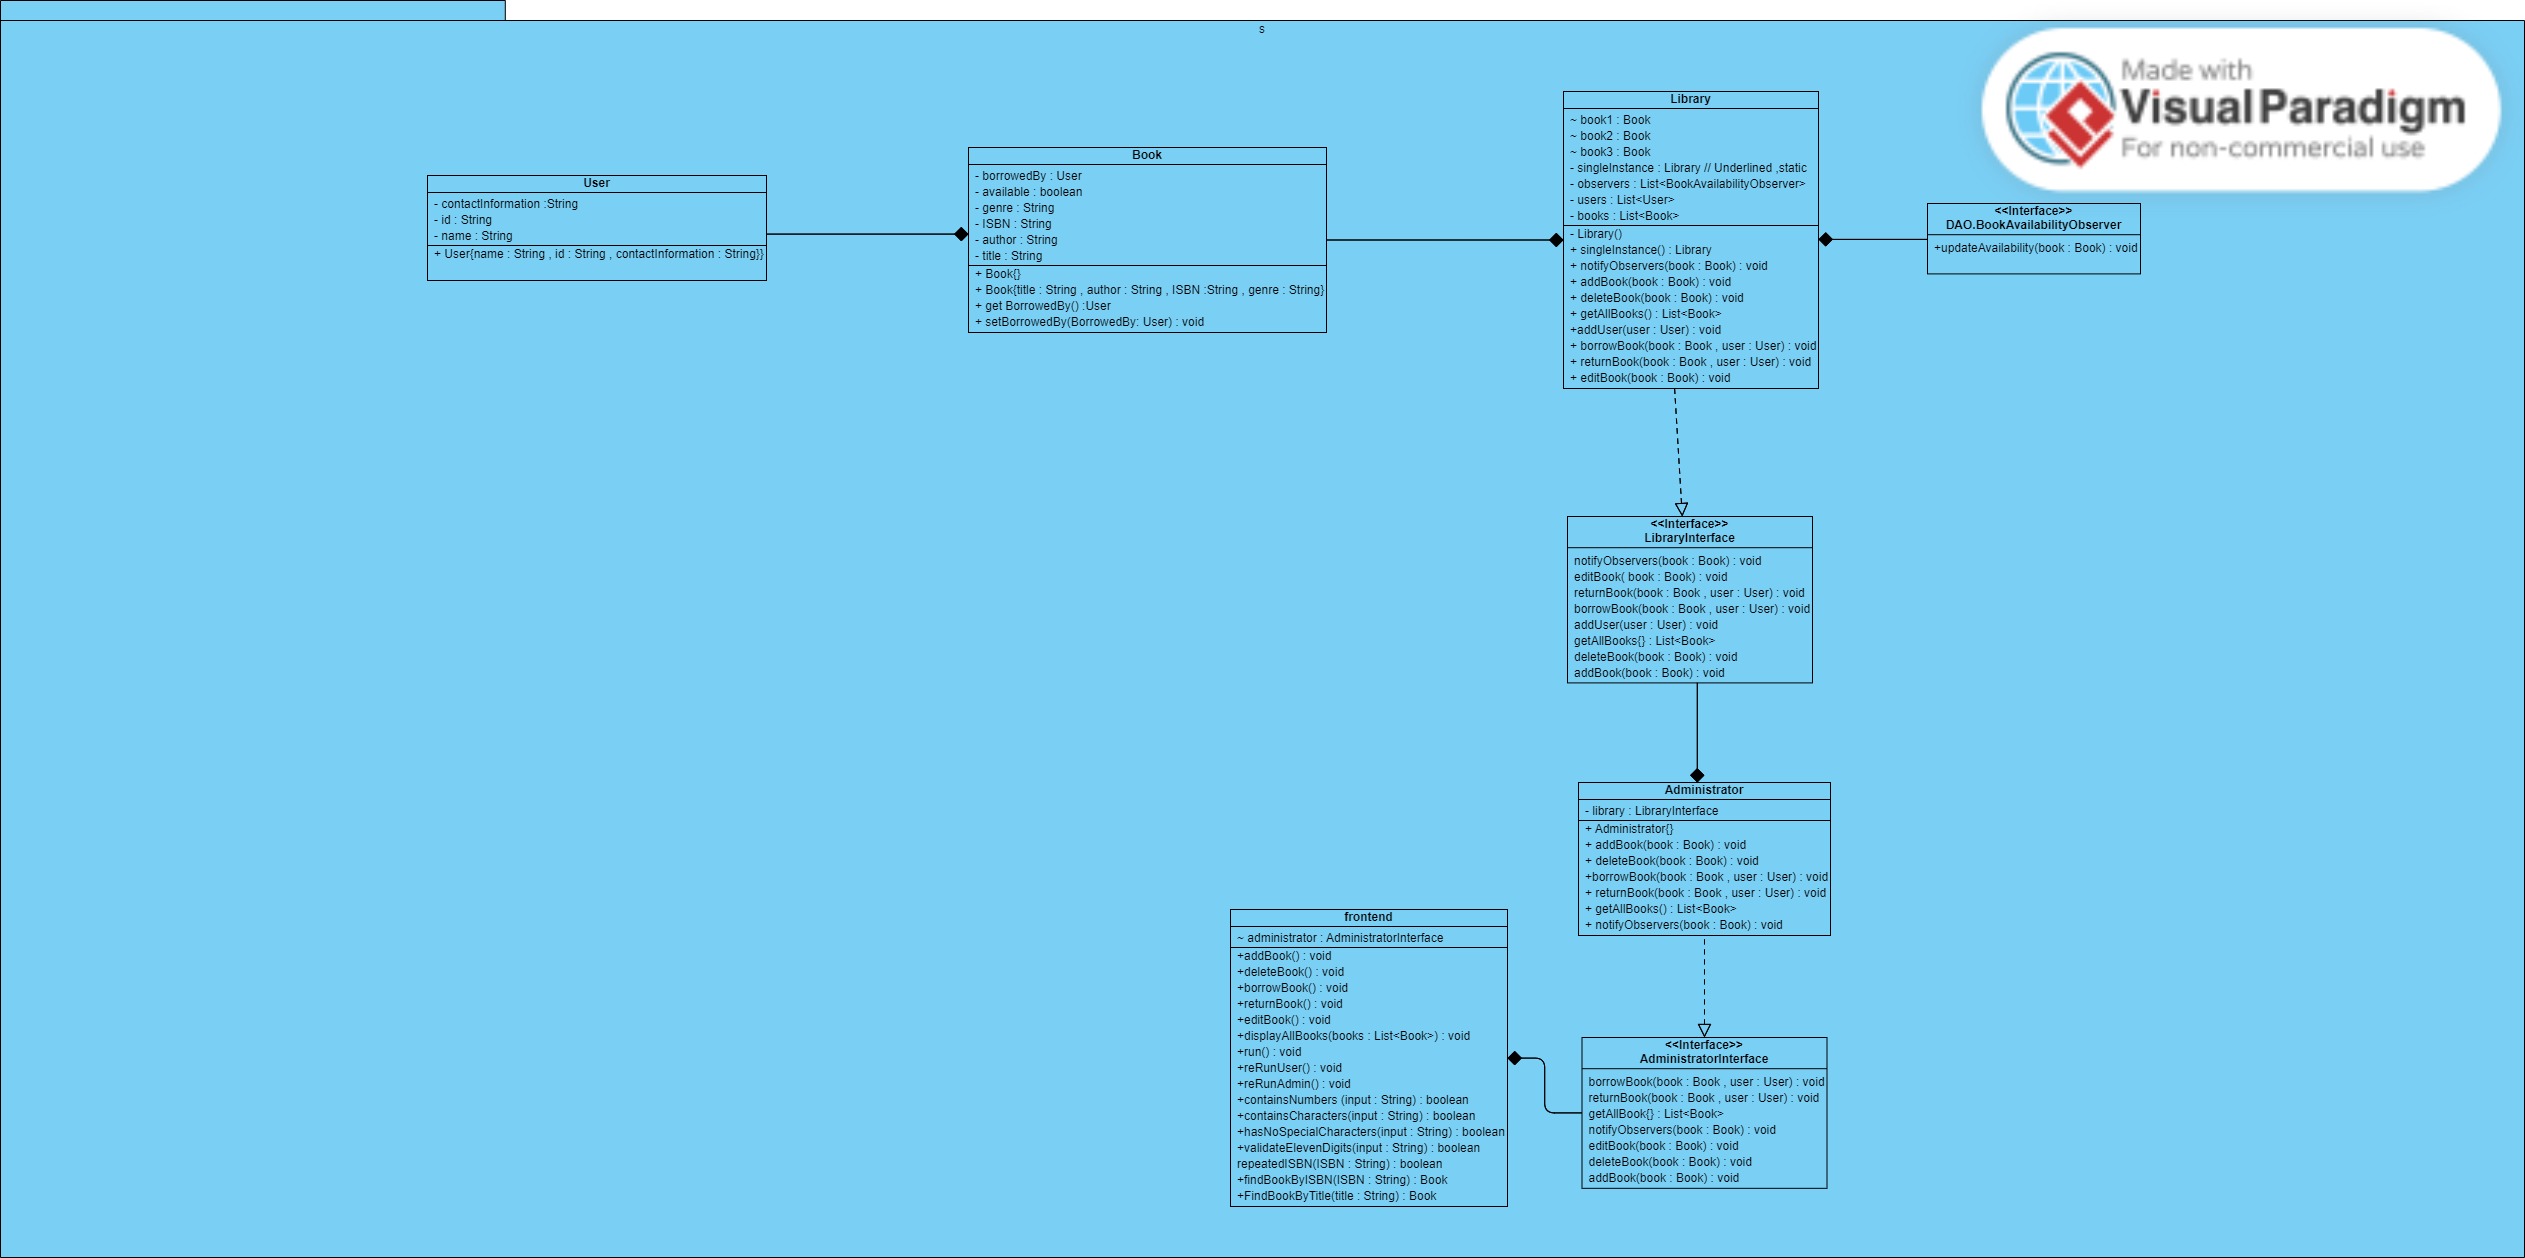 s
Made with
Visual Paradigm
For non-commercial use
User
- contactInformation :String
- id : String
- name : String
+ User{name : String , id : String , contactInformation : String}}
Book
- borrowedBy : User
- available : boolean
- genre : String
- ISBN : String
- author : String
- title : String
+ Book{}
+ Book{title : String , author : String , ISBN :String , genre : String}
+ get BorrowedBy() :User
+ setBorrowedBy(BorrowedBy: User) : void
Library
~ book1 : Book
~ book2 : Book
~ book3 : Book
- singleInstance : Library // Underlined ,static
- observers : List<BookAvailabilityObserver>
- users : List<User>
- books : List<Book>
- Library()
+ singleInstance() : Library
+ notifyObservers(book : Book) : void
+ addBook(book : Book) : void
+ deleteBook(book : Book) : void
+ getAllBooks() : List<Book>
+addUser(user : User) : void
+ borrowBook(book : Book , user : User) : void
+ returnBook(book : Book , user : User) : void
+ editBook(book : Book) : void
<<Interface>>
DAO.BookAvailabilityObserver
+updateAvailability(book : Book) : void
<<Interface>>
LibraryInterface
notifyObservers(book : Book) : void
editBook( book : Book) : void
returnBook(book : Book , user : User) : void
borrowBook(book : Book , user : User) : void
addUser(user : User) : void
getAllBooks{} : List<Book>
deleteBook(book : Book) : void
addBook(book : Book) : void
Administrator
- library : LibraryInterface
+ Administrator{}
+ addBook(book : Book) : void
+ deleteBook(book : Book) : void
+borrowBook(book : Book , user : User) : void
+ returnBook(book : Book , user : User) : void
+ getAllBooks() : List<Book>
+ notifyObservers(book : Book) : void
frontend
~ administrator : AdministratorInterface
+addBook() : void
+deleteBook() : void
+borrowBook() : void
+returnBook() : void
+editBook() : void
+displayAllBooks(books : List<Book>) : void
+run() : void
+reRunUser() : void
+reRunAdmin() : void
+containsNumbers (input : String) : boolean
+containsCharacters(input : String) : boolean
+hasNoSpecialCharacters(input : String) : boolean
+validateElevenDigits(input : String) : boolean
repeatedISBN(ISBN : String) : boolean
+findBookByISBN(ISBN : String) : Book
+FindBookByTitle(title : String) : Book
<<Interface>>
AdministratorInterface
borrowBook(book : Book , user : User) : void
returnBook(book : Book , user : User) : void
getAllBook{} : List<Book>
notifyObservers(book : Book) : void
editBook(book : Book) : void
deleteBook(book : Book) : void
addBook(book : Book) : void